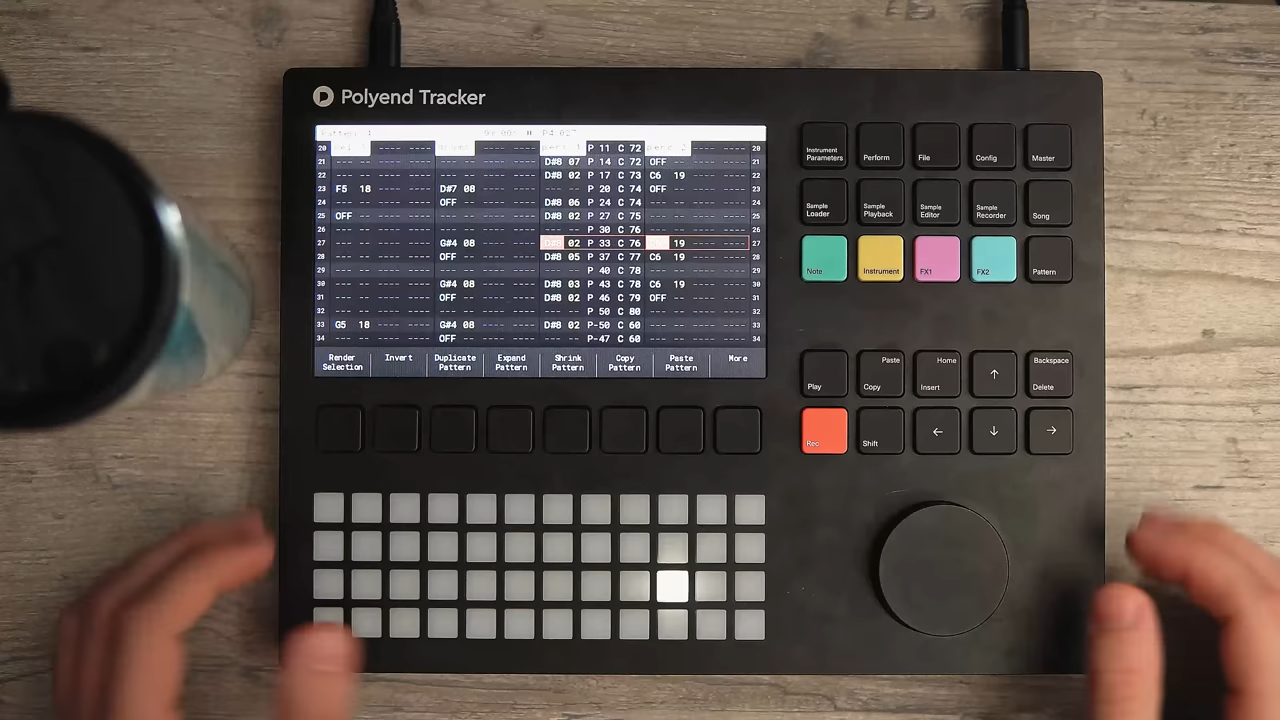 Polyend Tracker
20 P 11 C 72 20
21 D#8 07 P 14 C 72 OFF 21
22 D#8 02 P 17 C 73 C6 19 22
23 F5 18 D#7 08 P 20 C 74 OFF 23
24 OFF D#8 06 P 24 C 74 24
25 OFF D#8 02 P 27 C 75 25
26 P 30 C 76 26
27 G#4 08 02 P 33 C 76 19 27
28 OFF D#8 05 P 37 C 77 C6 19 28
29 P 40 C 78 29
30 G#4 08 D#8 03 P 43 C 78 C6 19 30
31 OFF D#8 02 P 46 C 79 OFF 31
32 P 50 C 80 32
33 G5 18 G#4 08 D#8 02 P-50 C 60 33
34 OFF P-47 C 60 34
Render Selection
Invert
Duplicate Pattern
Expand Pattern
Shrink Pattern
Copy Pattern
Paste Pattern
More
Instrument Parameters
Perform
File
Config
Master
Sample Loader
Sample Playback
Sample Editor
Sample Recorder
Song
Note
Instrument
FX1
FX2
Pattern
Play
Paste
Copy
Home
Insert
↑
Backspace
Delete
Rec
Shift
←
↓
→